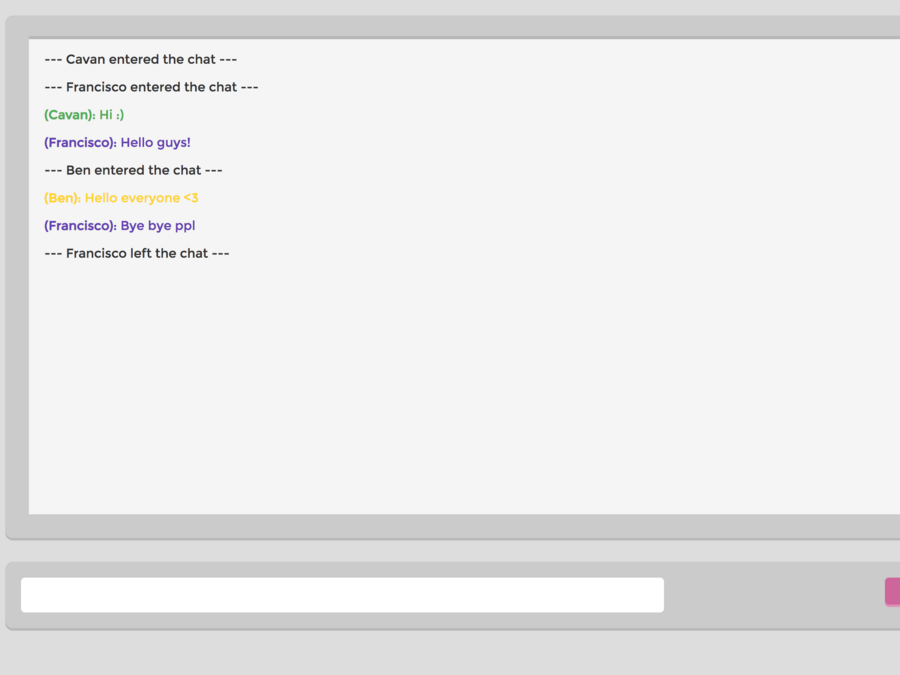 --- Cavan entered the chat ---
--- Francisco entered the chat ---
(Cavan): Hi :)
(Francisco): Hello guys!
--- Ben entered the chat ---
(Ben): Hello everyone <3
(Francisco): Bye bye ppl
--- Francisco left the chat ---